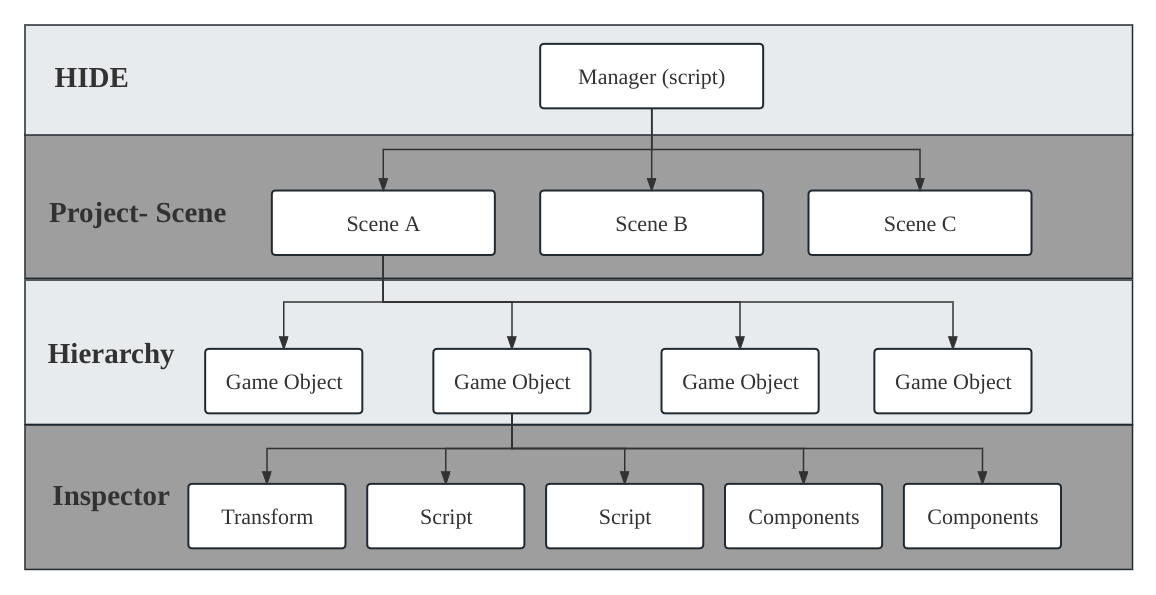 HIDE
Manager (script)
Project- Scene
Scene A
Scene B
Scene C
Hierarchy
Game Object
Game Object
Game Object
Game Object
Inspector
Transform
Script
Script
Components
Components